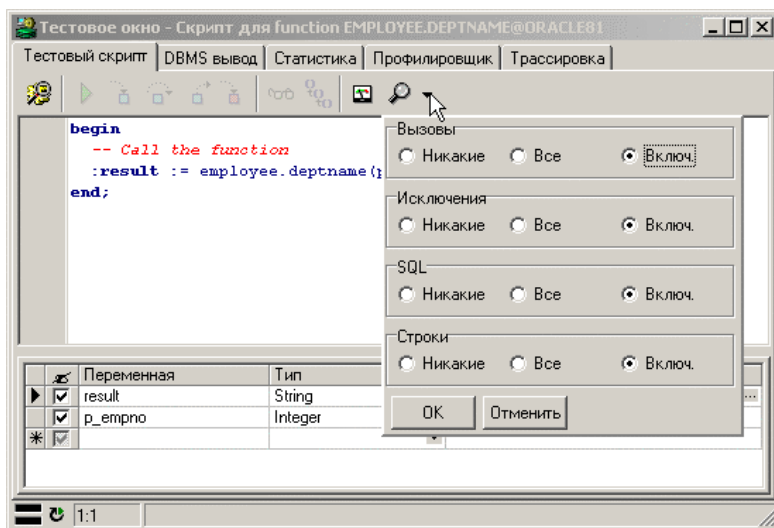 Тестовое окно - Скрипт для function EMPLOYEE.DEPTNAME@ORACLE81
Тестовый скрипт DBMS вывод Статистика Профилировщик Трассировка
begin
-- Call the function
:result := employee.deptname(
end;
Вызовы
Никакие Все Включ.
Исключения
Никакие Все Включ.
SQL
Никакие Все Включ.
Строки
Никакие Все Включ.
OK Отменить
Переменная Тип
result String ...
p_empno Integer
1:1